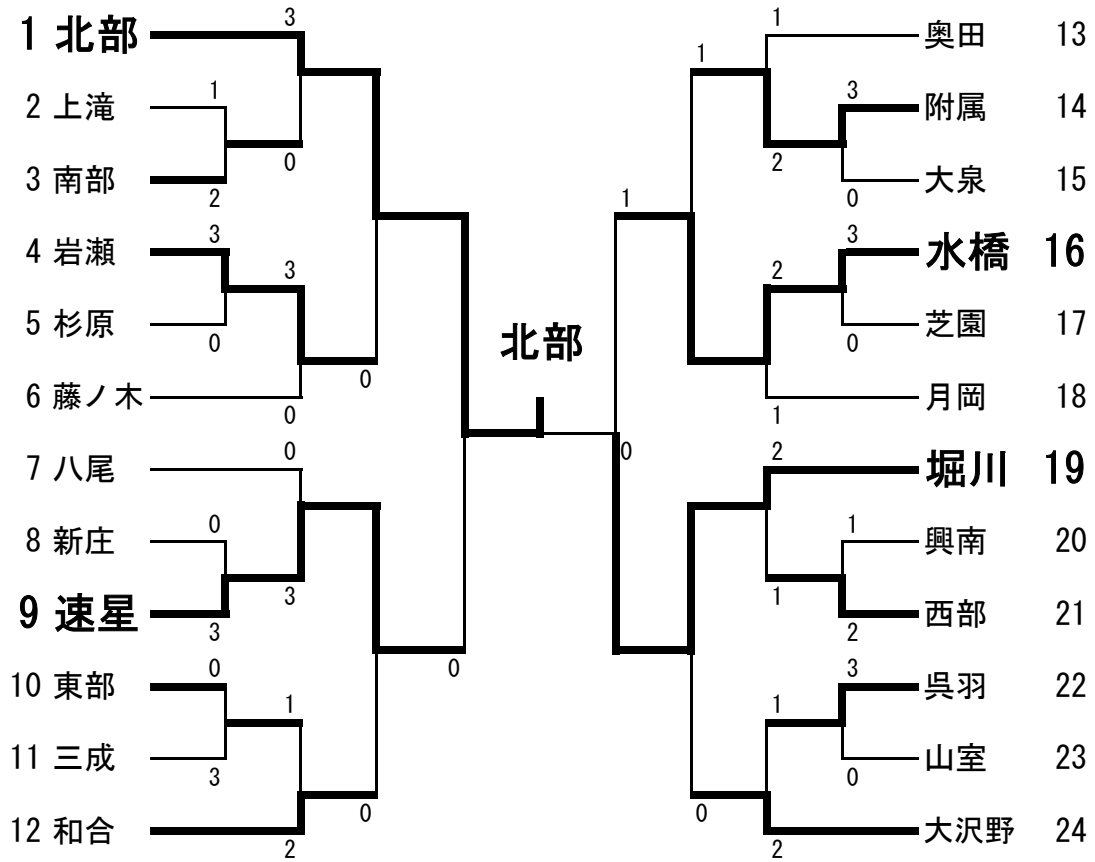 3
1 北部
2 上滝
1
3 南部
2
0
4 岩瀬
3
3
5 杉原
0
0
6 藤ノ木
0
7 八尾
0
8 新庄
0
3
9 速星
3
0
10 東部
0
1
11 三成
3
0
12 和合
2
北部
1
1
奥田 13
3
附属 14
2
大泉 15
0
1
3
水橋 16
2
芝園 17
0
月岡 18
1
0
2
堀川 19
1
興南 20
1
西部 21
2
3
呉羽 22
1
山室 23
0
0
大沢野 24
2